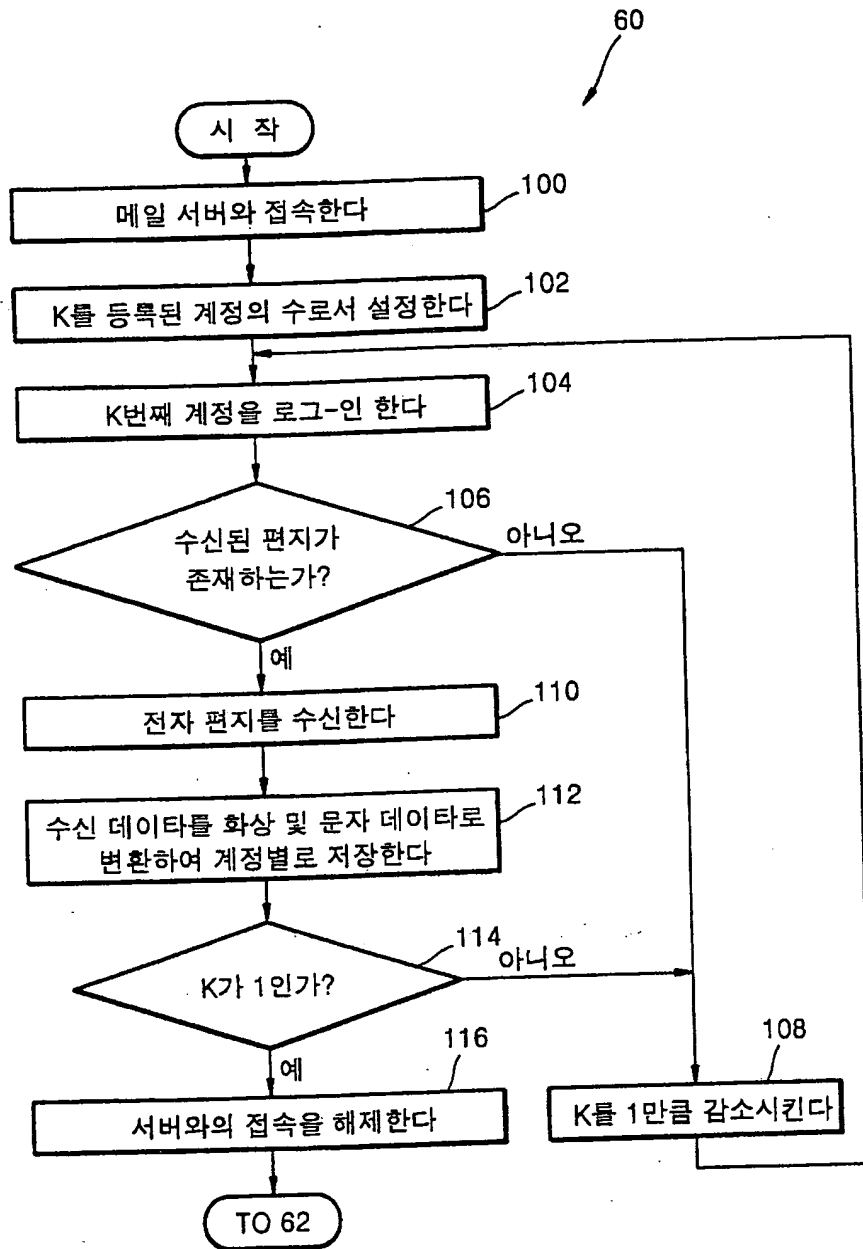 60
시 작
100
메일 서버와 접속한다
102
K를 등록된 계정의 수로서 설정한다
104
K번째 계정을 로그-인 한다
106
수신된 편지가
존재하는가?
아니오
예
110
전자 편지를 수신한다
112
수신 데이타를 화상 및 문자 데이타로
변환하여 계정별로 저장한다
114
K가 1인가?
아니오
예
116
서버와의 접속을 해제한다
108
K를 1만큼 감소시킨다
TO 62